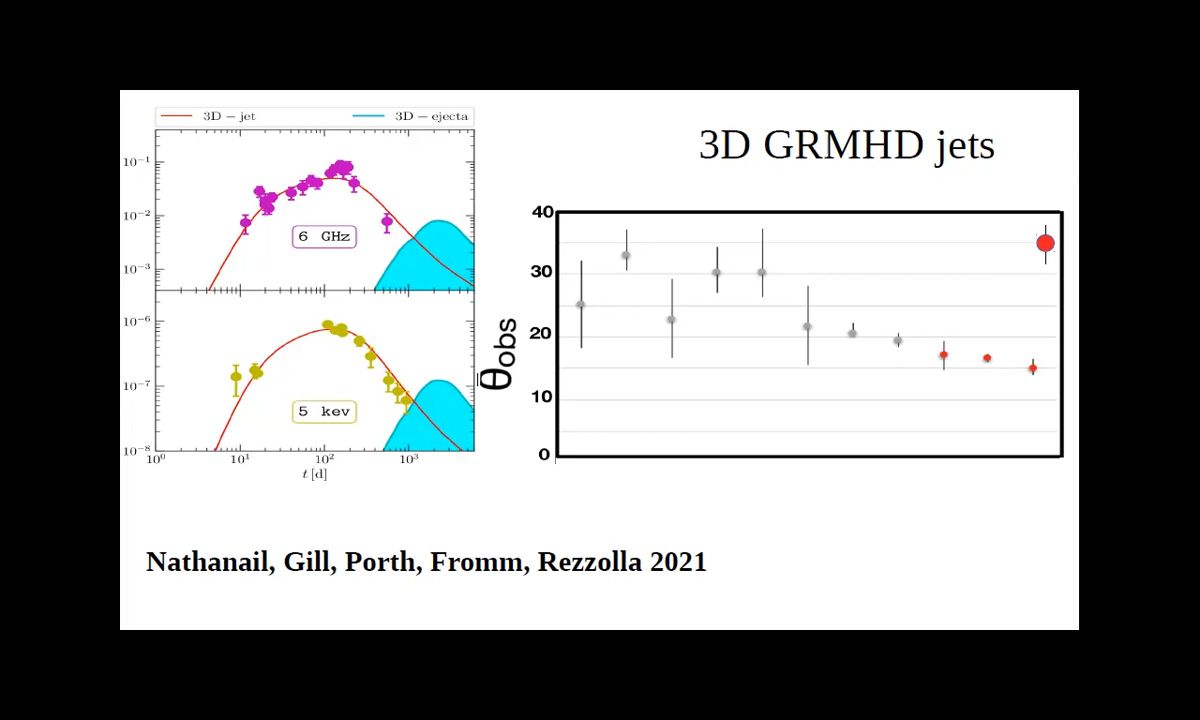 3D − jet
3D − ejecta
3D GRMHD jets
10⁻¹
10⁻²
10⁻³
6 GHz
10⁻⁶
10⁻⁷
10⁻⁸
5 kev
10⁰
10¹
10²
10³
t [d]
θ̄obs
40
30
20
10
0
Nathanail, Gill, Porth, Fromm, Rezzolla 2021